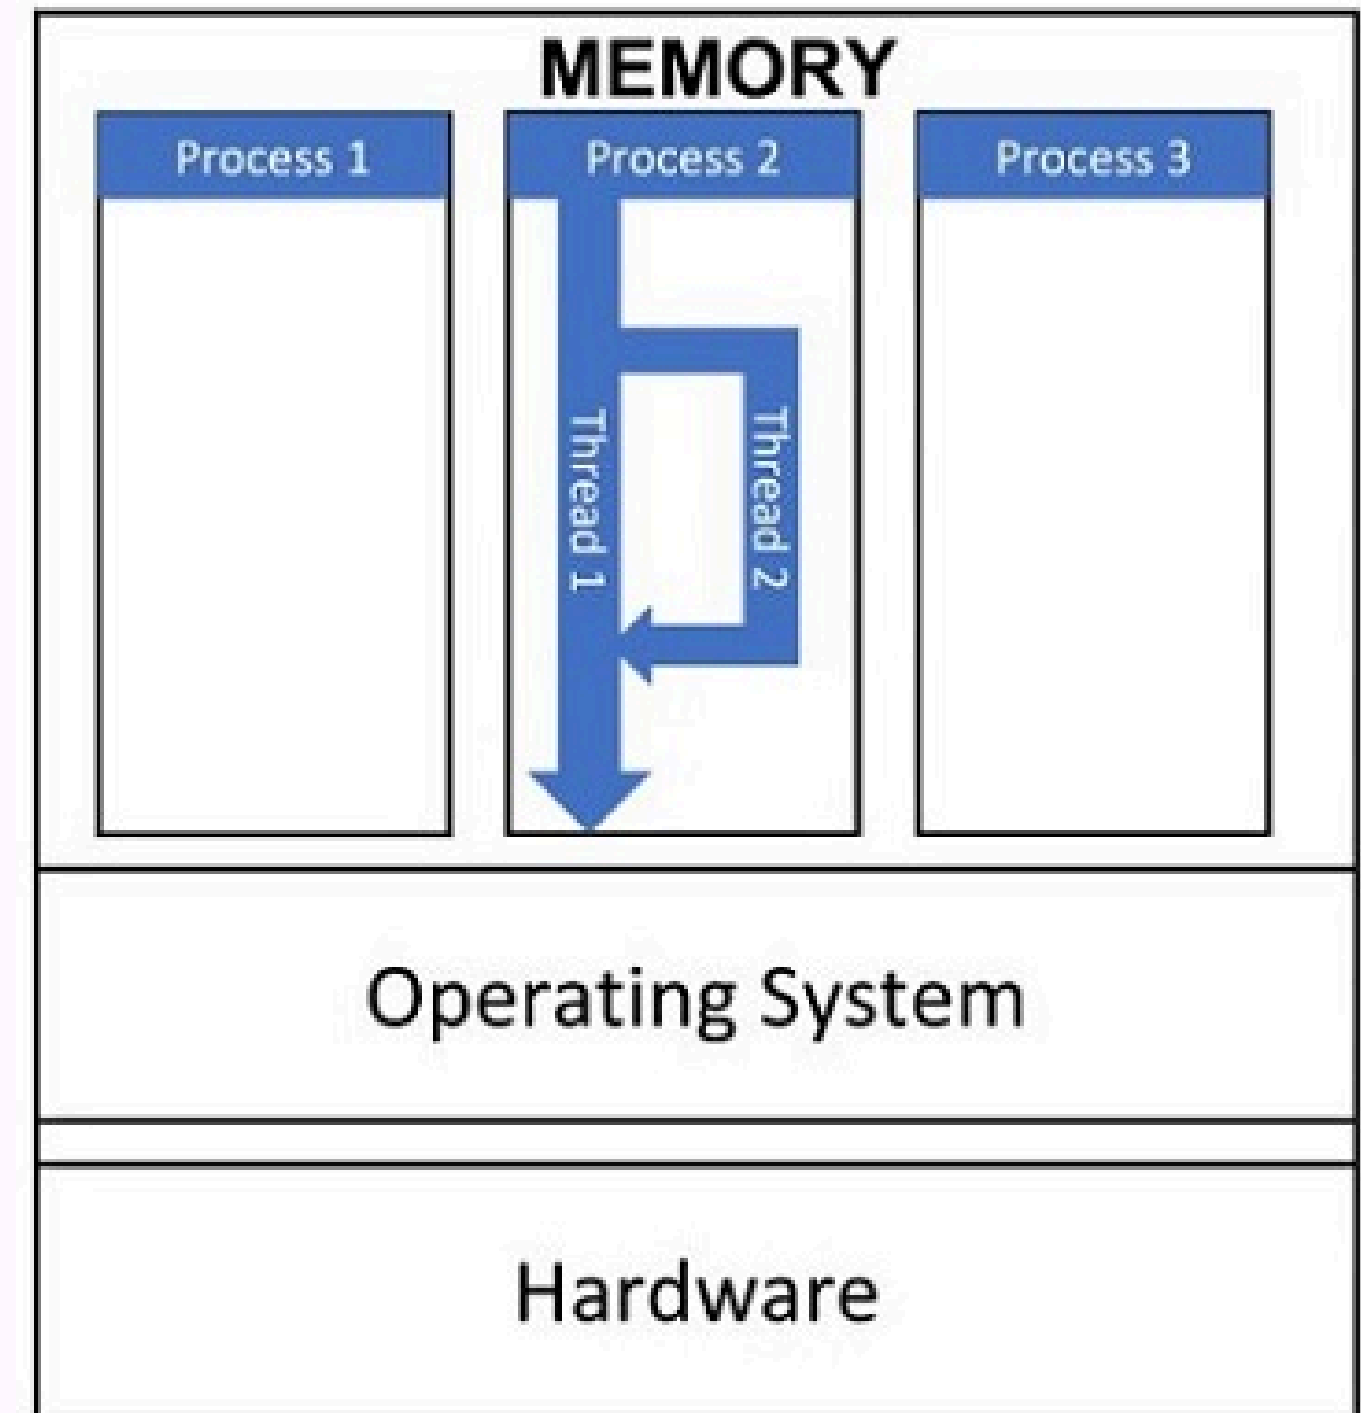 MEMORY
Process 1
Process 2
Process 3
Thread 1
Thread 2
Operating System
Hardware